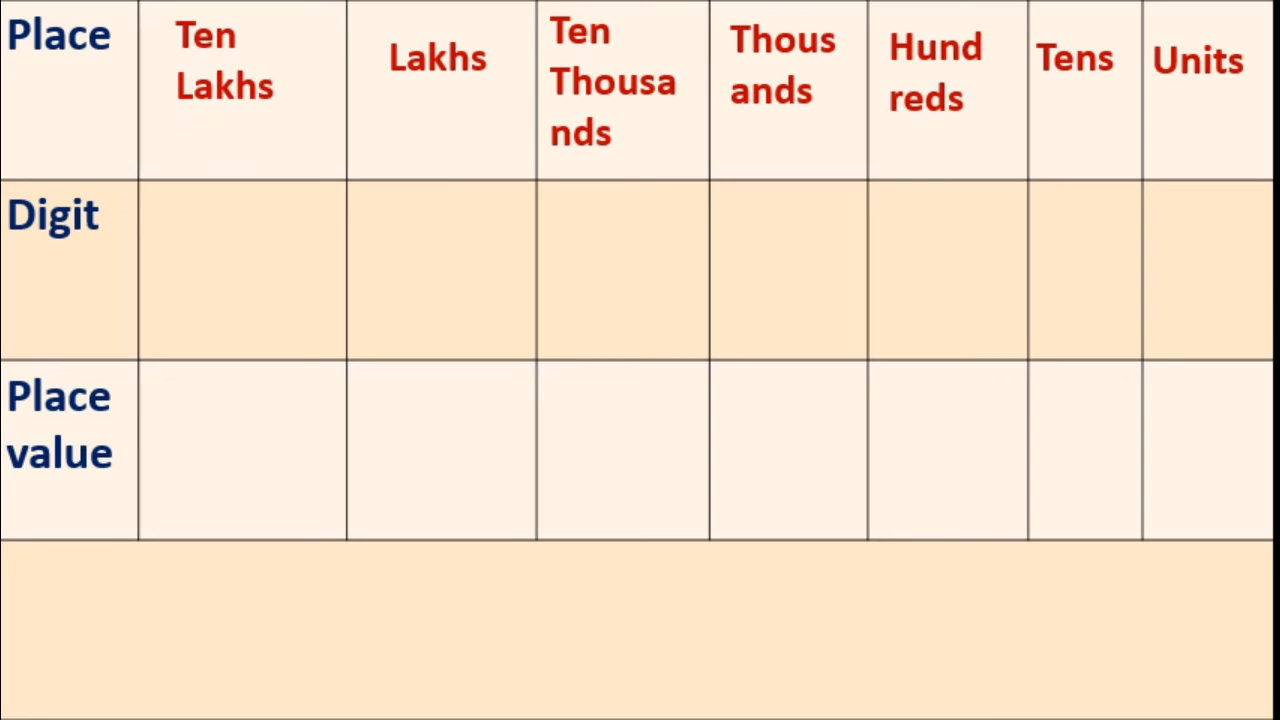 Place
Ten
Lakhs
Lakhs
Ten
Thousa
nds
Thous
ands
Hund
reds
Tens
Units
Digit
Place
value